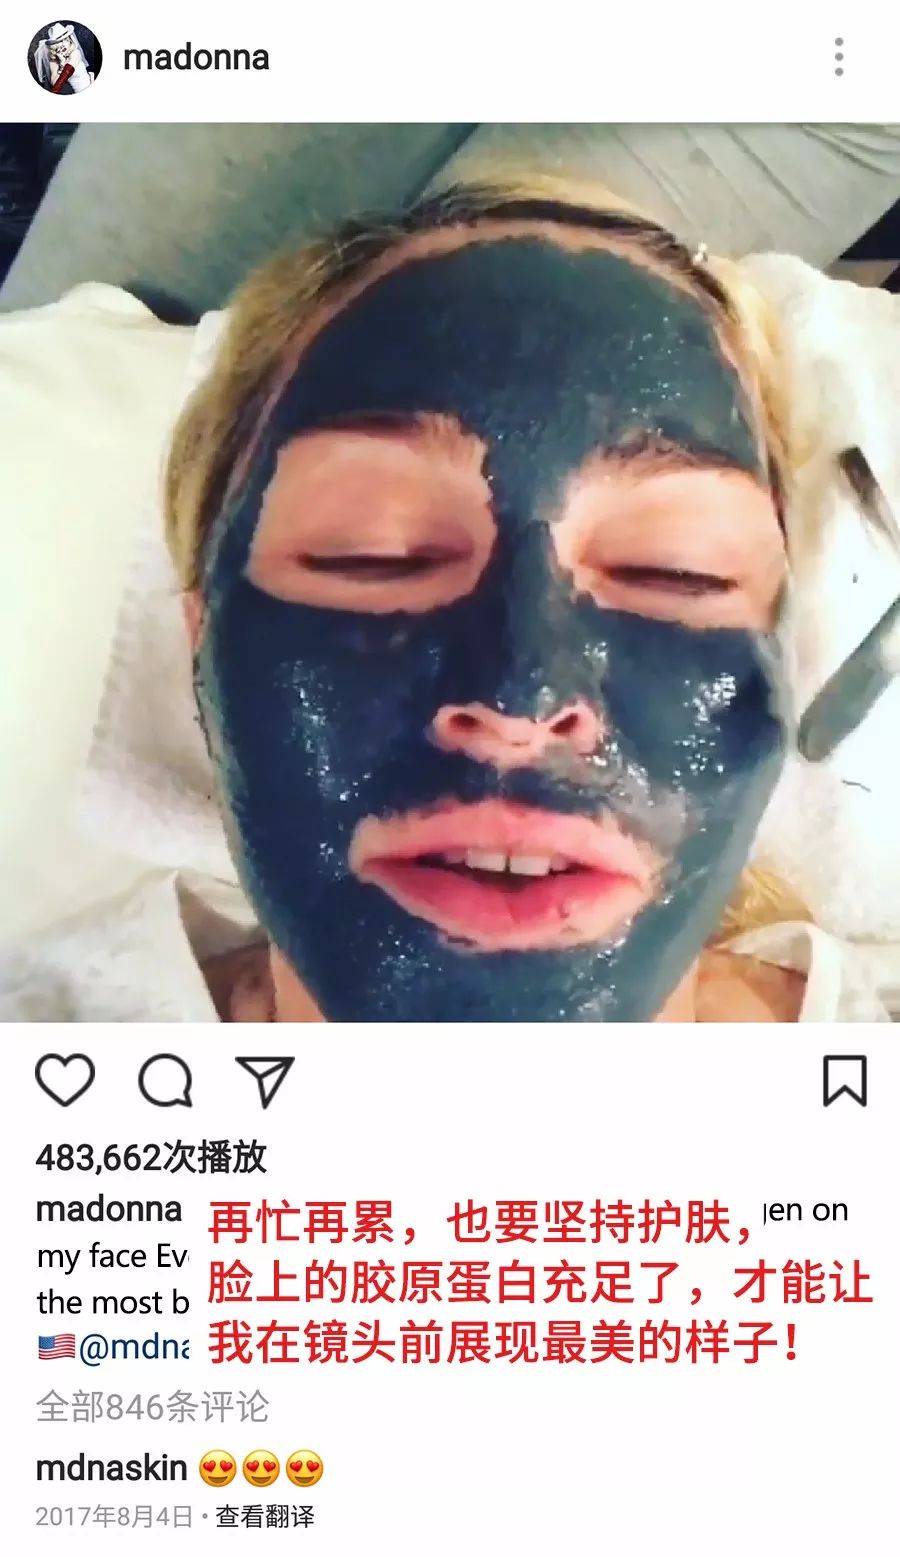 madonna
483,662次播放
madonna 再忙再累，也要坚持护肤, en on
my face 脸上的胶原蛋白充足了，才能让
the most 我在镜头前展现最美的样子！
🇺🇸@mdna
全部846条评论
mdnaskin 😍😍😍
2017年8月4日 • 查看翻译